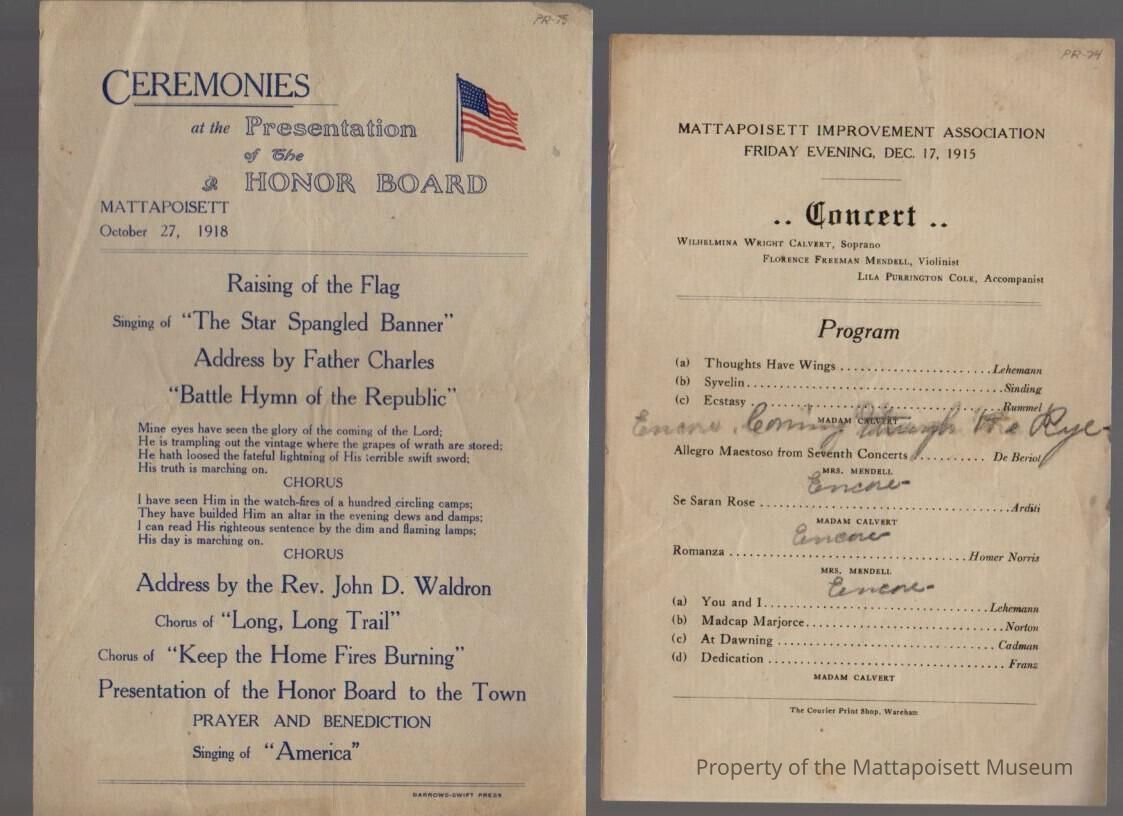 PR-75
CEREMONIES
at the Presentation
of The
HONOR BOARD
MATTAPOISETT
October 27, 1918
Raising of the Flag
Singing of "The Star Spangled Banner"
Address by Father Charles
"Battle Hymn of the Republic"
Mine eyes have seen the glory of the coming of the Lord;
He is trampling out the vintage where the grapes of wrath are stored;
He hath loosed the fateful lightning of His terrible swift sword;
His truth is marching on.
CHORUS
I have seen Him in the watch-fires of a hundred circling camps;
They have builded Him an altar in the evening dews and damps;
I can read His righteous sentence by the dim and flaming lamps;
His day is marching on.
CHORUS
Address by the Rev. John D. Waldron
Chorus of "Long, Long Trail"
Chorus of "Keep the Home Fires Burning"
Presentation of the Honor Board to the Town
PRAYER AND BENEDICTION
Singing of "America"
DARROWS-SWIFT PRESS
PR-74
MATTAPOISETT IMPROVEMENT ASSOCIATION
FRIDAY EVENING, DEC. 17, 1915
.. Concert ..
WILHELMINA WRIGHT CALVERT, Soprano
FLORENCE FREEMAN MENDELL, Violinist
LILA PURRINGTON COLE, Accompanist
Program
(a) Thoughts Have Wings ..................... Lehemann
(b) Syvelin ..................... Sinding
(c) Ecstasy ..................... Rummel
MADAM CALVERT
Encore. Coming through the Rye-
Allegro Maestoso from Seventh Concerts .......... De Beriot
MRS. MENDELL
Encore-
Se Saran Rose ..................... Arditi
MADAM CALVERT
Encore
Romanza ..................... Homer Norris
MRS. MENDELL
Encore-
(a) You and I ..................... Lehemann
(b) Madcap Marjorce ..................... Norton
(c) At Dawning ..................... Cadman
(d) Dedication ..................... Franz
MADAM CALVERT
The Courier Print Shop, Wareham
Property of the Mattapoisett Museum